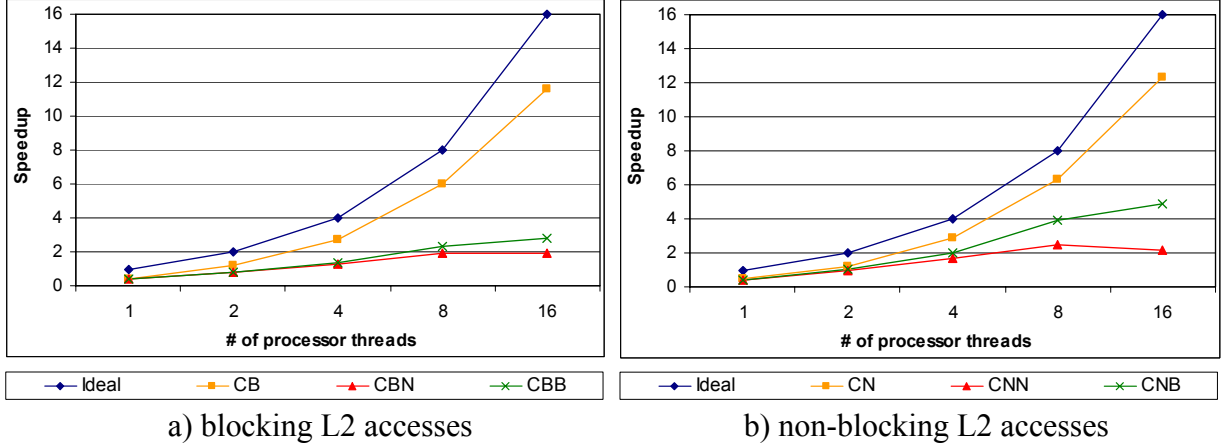 16
14
12
10
8
6
4
2
0
Speedup
1 2 4 8 16
# of processor threads
Ideal CB CBN CBB
a) blocking L2 accesses
16
14
12
10
8
6
4
2
0
Speedup
1 2 4 8 16
# of processor threads
Ideal CN CNN CNB
b) non-blocking L2 accesses